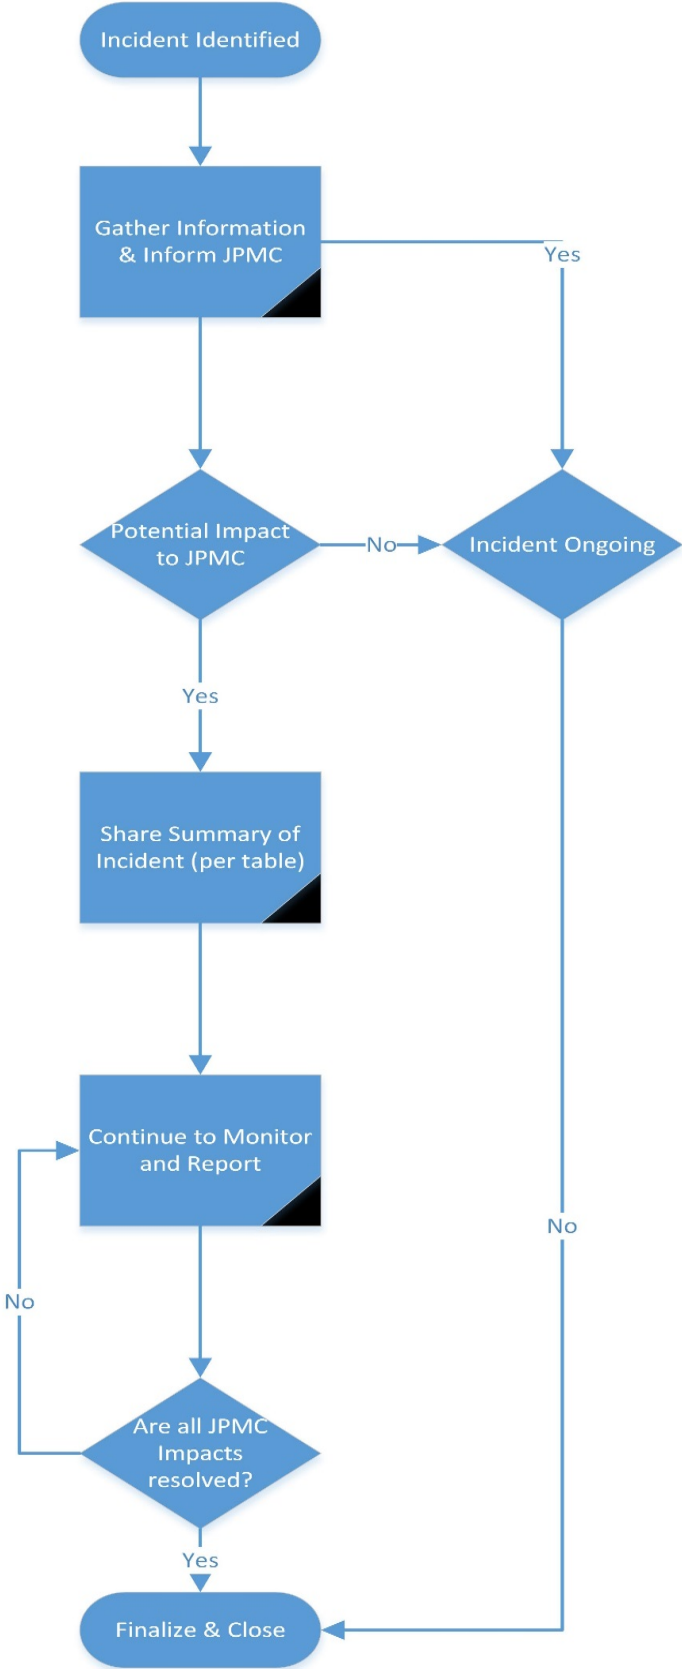 Incident Identified
Gather Information
& Inform JPMC
Yes
Potential Impact
to JPMC
No
Incident Ongoing
Yes
Share Summary of
Incident (per table)
Continue to Monitor
and Report
No
No
Are all JPMC
Impacts
resolved?
Yes
Finalize & Close